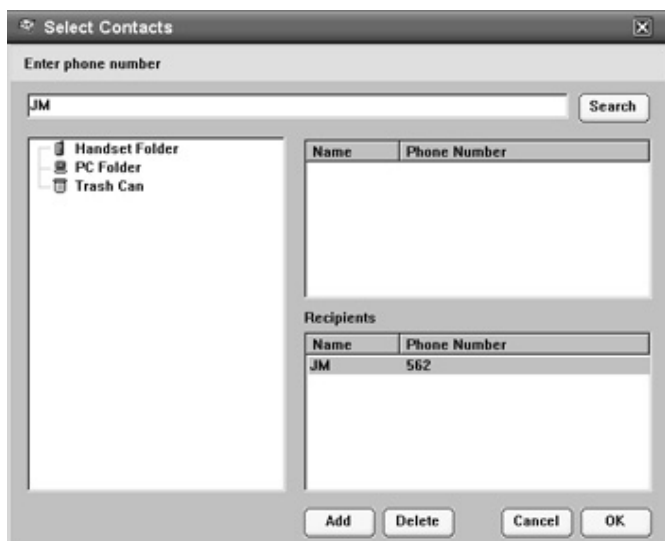 Select Contacts
Enter phone number
JM Search
Handset Folder
PC Folder
Trash Can
Name Phone Number
Recipients
Name Phone Number
JM 562
Add Delete Cancel OK